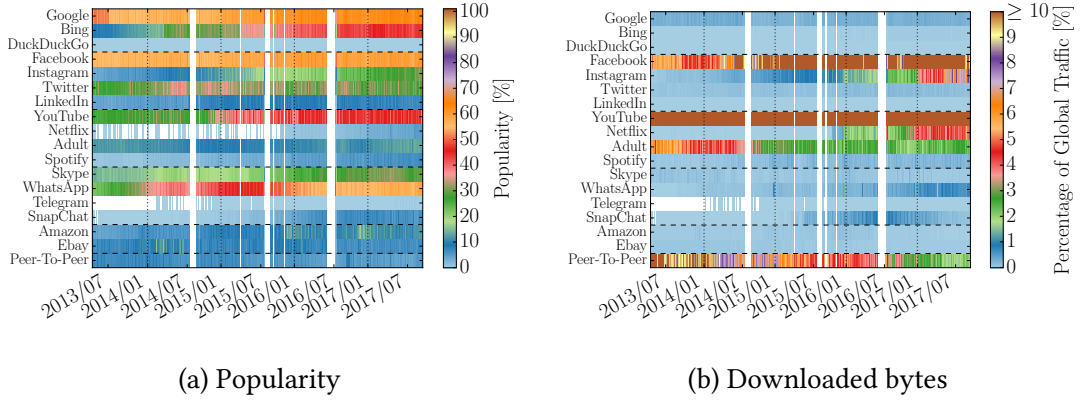 Google
Bing
DuckDuckGo
Facebook
Instagram
Twitter
LinkedIn
YouTube
Netflix
Adult
Spotify
Skype
WhatsApp
Telegram
SnapChat
Amazon
Ebay
Peer-To-Peer
2013/07
2014/01
2014/07
2015/01
2015/07
2016/01
2016/07
2017/01
2017/07
100
90
80
70
60
50
40
30
20
10
0
Popularity [%]
(a) Popularity
Google
Bing
DuckDuckGo
Facebook
Instagram
Twitter
LinkedIn
YouTube
Netflix
Adult
Spotify
Skype
WhatsApp
Telegram
SnapChat
Amazon
Ebay
Peer-To-Peer
2013/07
2014/01
2014/07
2015/01
2015/07
2016/01
2016/07
2017/01
2017/07
≥ 10
9
8
7
6
5
4
3
2
1
0
Percentage of Global Traffic [%]
(b) Downloaded bytes